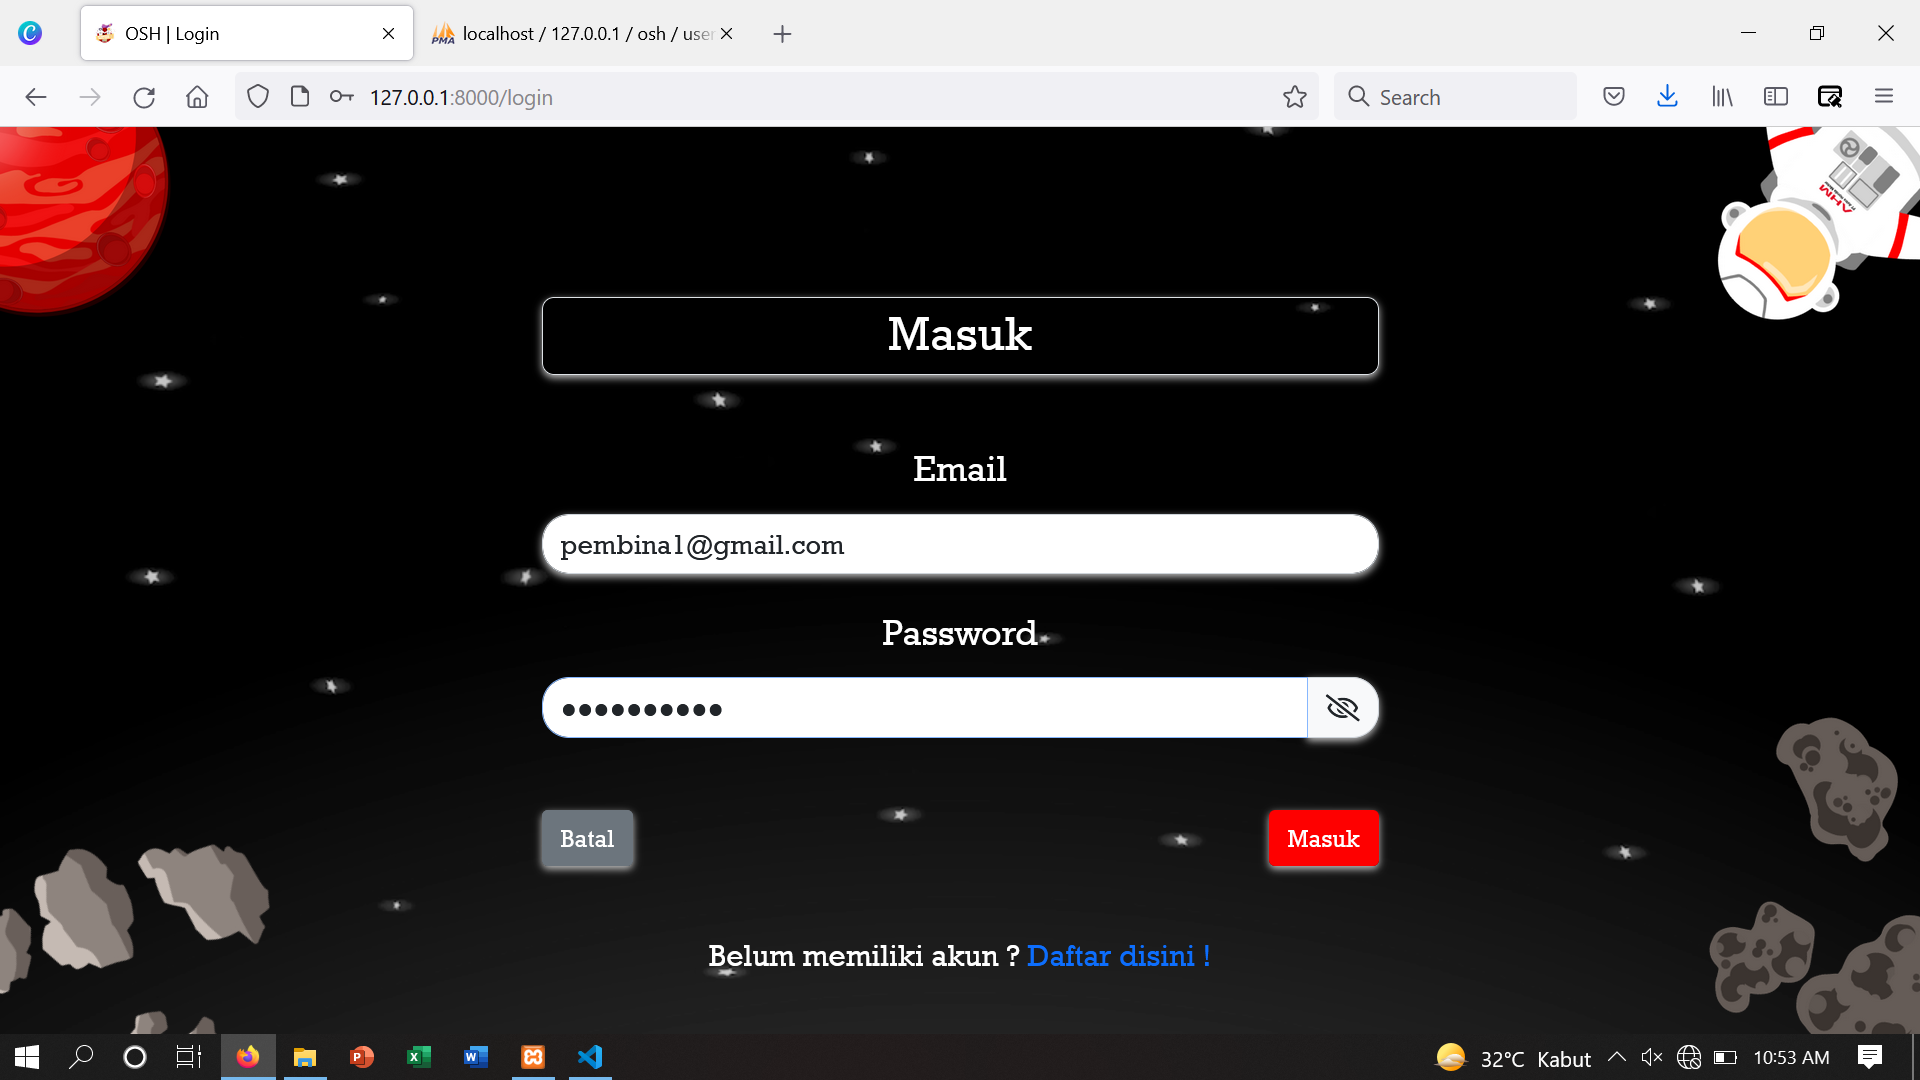 OSH | Login
localhost / 127.0.0.1 / osh / user
127.0.0.1:8000/login
Search
AHM
Masuk
Email
pembina1@gmail.com
Password
Batal
Masuk
Belum memiliki akun ? Daftar disini !
32°C Kabut
10:53 AM